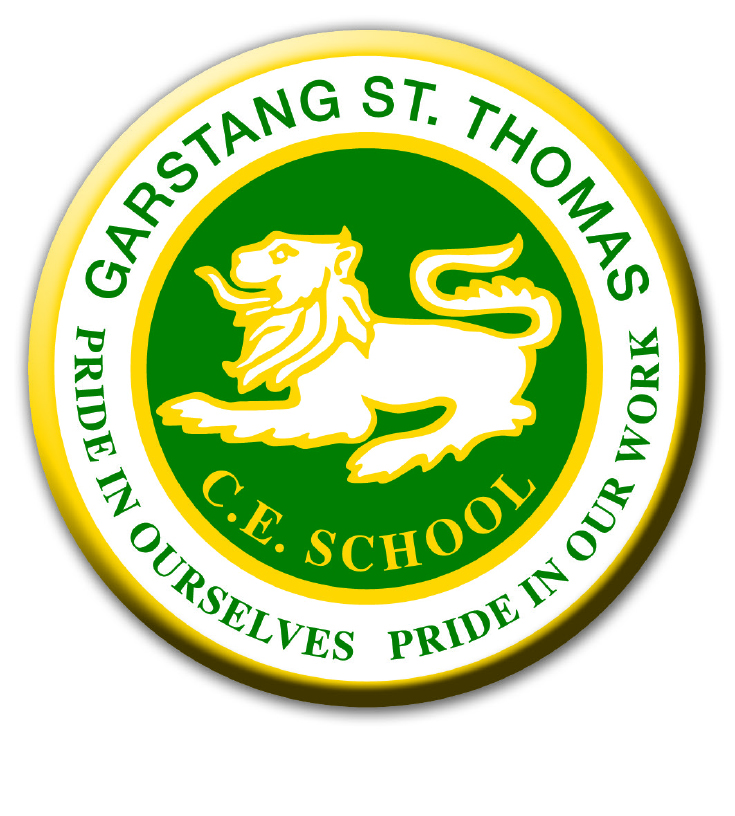 GARSTANG ST. THOMAS
C.E. SCHOOL
PRIDE IN OURSELVES PRIDE IN OUR WORK